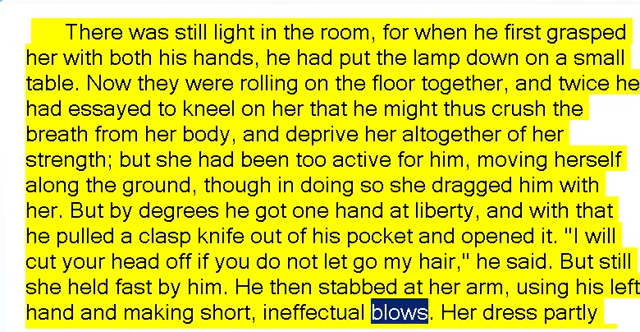 There was still light in the room, for when he first grasped
her with both his hands, he had put the lamp down on a small
table. Now they were rolling on the floor together, and twice he
had essayed to kneel on her that he might thus crush the
breath from her body, and deprive her altogether of her
strength; but she had been too active for him, moving herself
along the ground, though in doing so she dragged him with
her. But by degrees he got one hand at liberty, and with that
he pulled a clasp knife out of his pocket and opened it. "I will
cut your head off if you do not let go my hair," he said. But still
she held fast by him. He then stabbed at her arm, using his left
hand and making short, ineffectual blows. Her dress partly